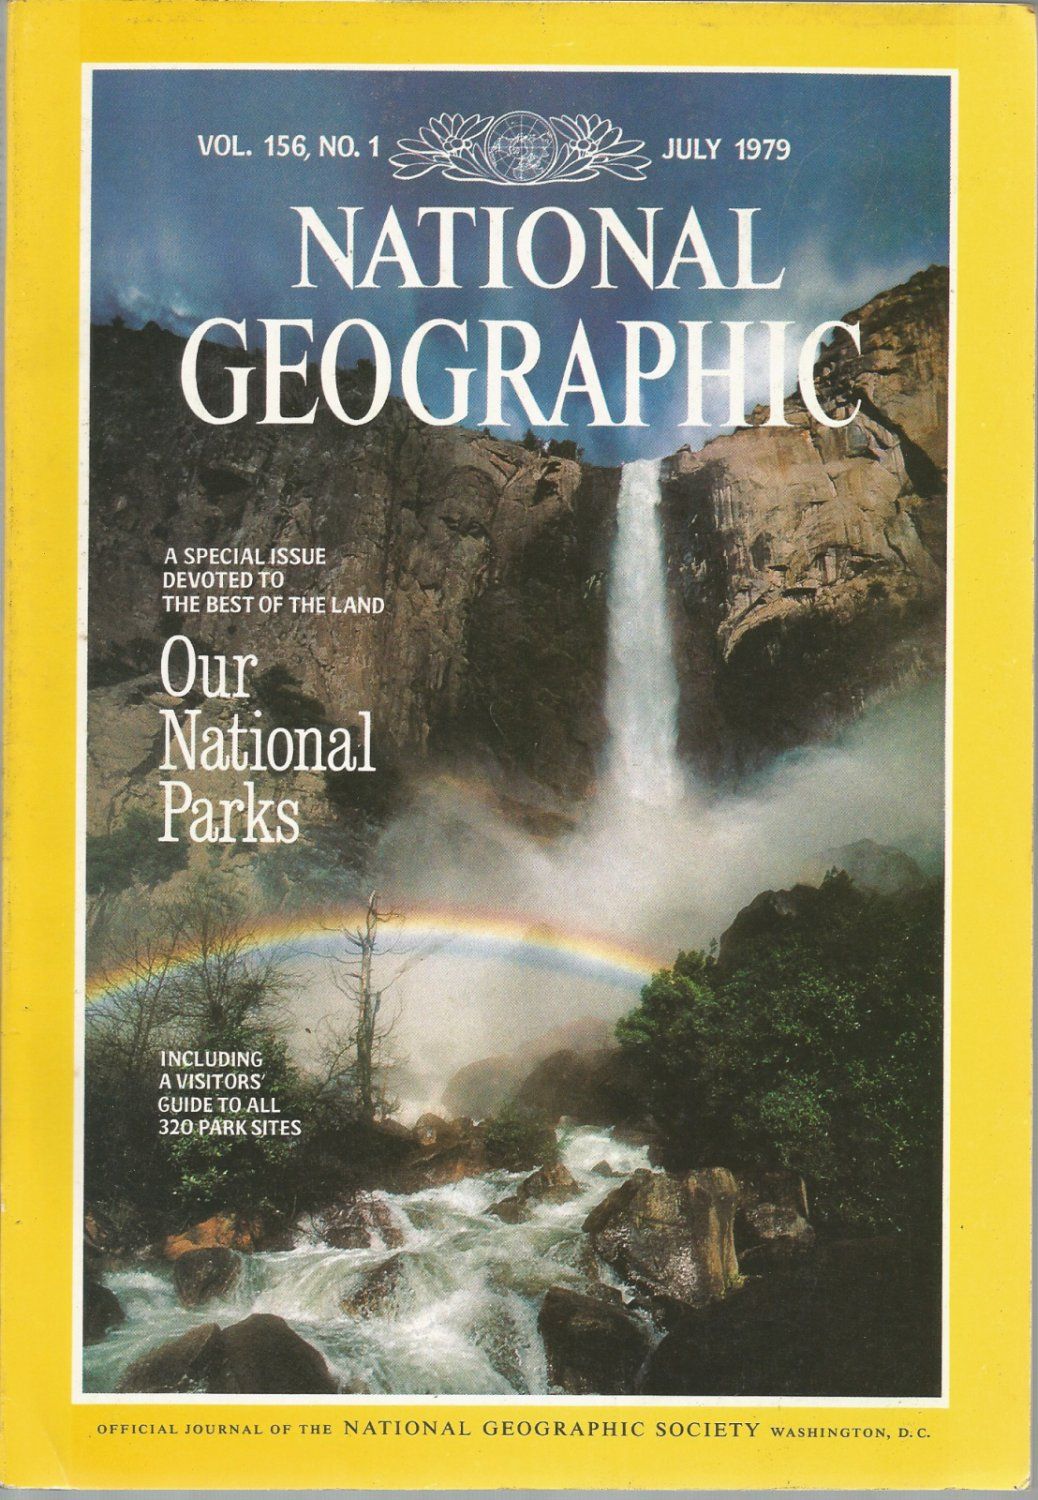 VOL. 156, NO. 1 JULY 1979
NATIONAL
GEOGRAPHIC
A SPECIAL ISSUE
DEVOTED TO
THE BEST OF THE LAND
Our
National
Parks
INCLUDING
A VISITORS'
GUIDE TO ALL
320 PARK SITES
OFFICIAL JOURNAL OF THE NATIONAL GEOGRAPHIC SOCIETY WASHINGTON, D.C.